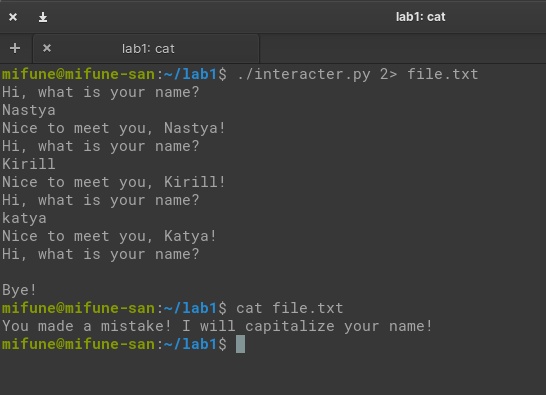 lab1: cat
lab1: cat
mifune@mifune-san:~/lab1$ ./interacter.py 2> file.txt
Hi, what is your name?
Nastya
Nice to meet you, Nastya!
Hi, what is your name?
Kirill
Nice to meet you, Kirill!
Hi, what is your name?
katya
Nice to meet you, Katya!
Hi, what is your name?
Bye!
mifune@mifune-san:~/lab1$ cat file.txt
You made a mistake! I will capitalize your name!
mifune@mifune-san:~/lab1$